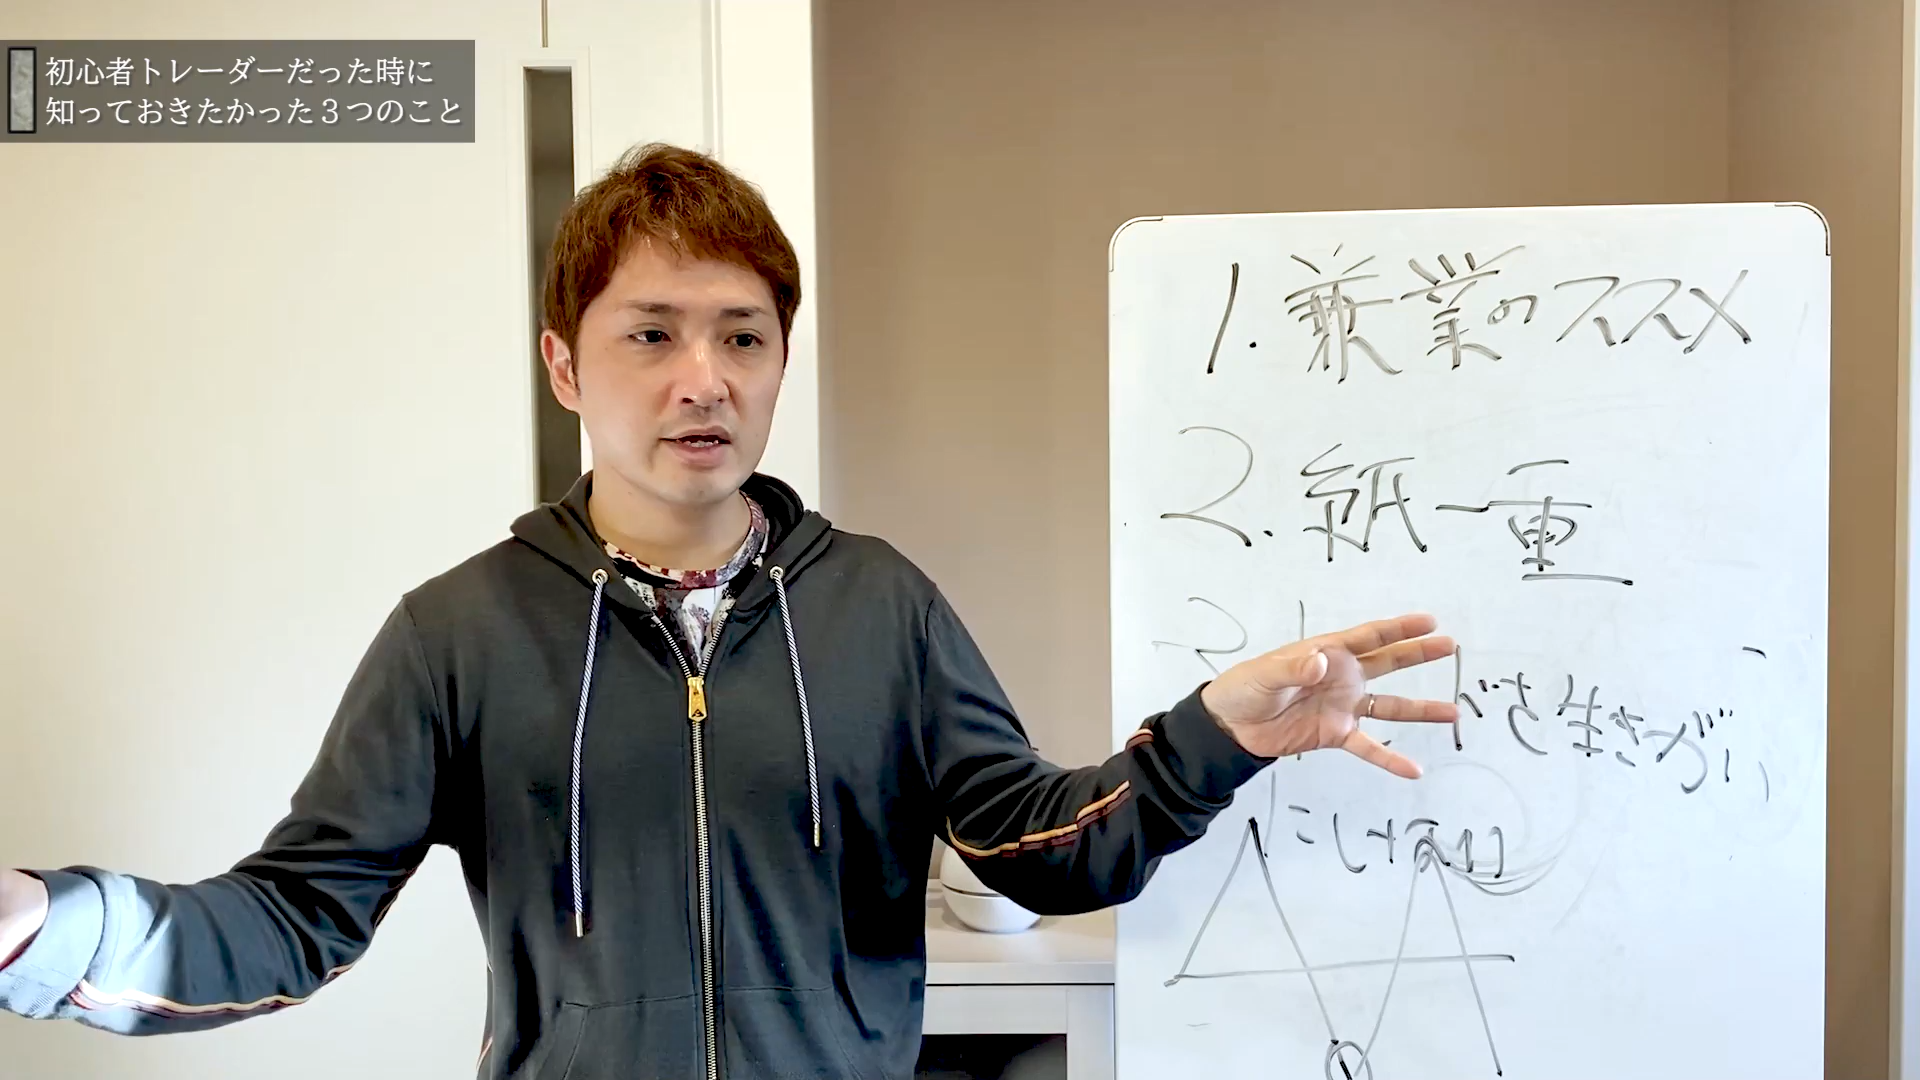 初心者トレーダーだった時に
知っておきたかった３つのこと
1. 兼業のススメ
2. 紙一重
3
ドを生きがい
にしない